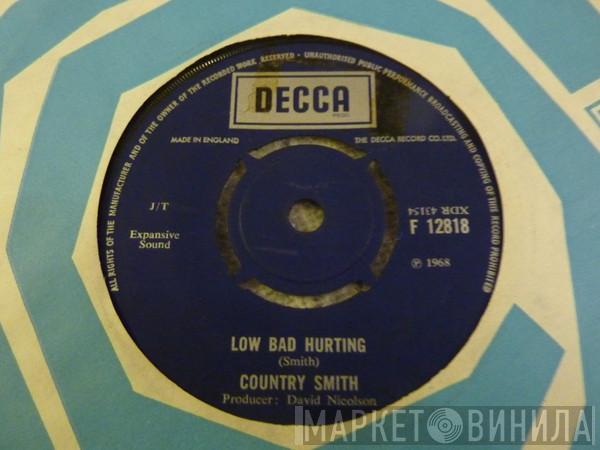 ALL RIGHTS OF THE MANUFACTURER AND OF THE OWNER OF THE RECORDED WORK RESERVED - UNAUTHORISED PUBLIC PERFORMANCE BROADCASTING AND COPYING OF THIS RECORD PROHIBITED
DECCA
MADE IN ENGLAND
THE DECCA RECORD CO. LTD.
J/T
Expansive
Sound
XDR 43154
F 12818
℗ 1968
LOW BAD HURTING
(Smith)
COUNTRY SMITH
Producer: David Nicolson
МАРКЕТ ВИНИЛА